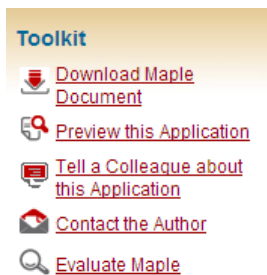 Toolkit
Download Maple
Document
Preview this Application
Tell a Colleague about
this Application
Contact the Author
Evaluate Maple